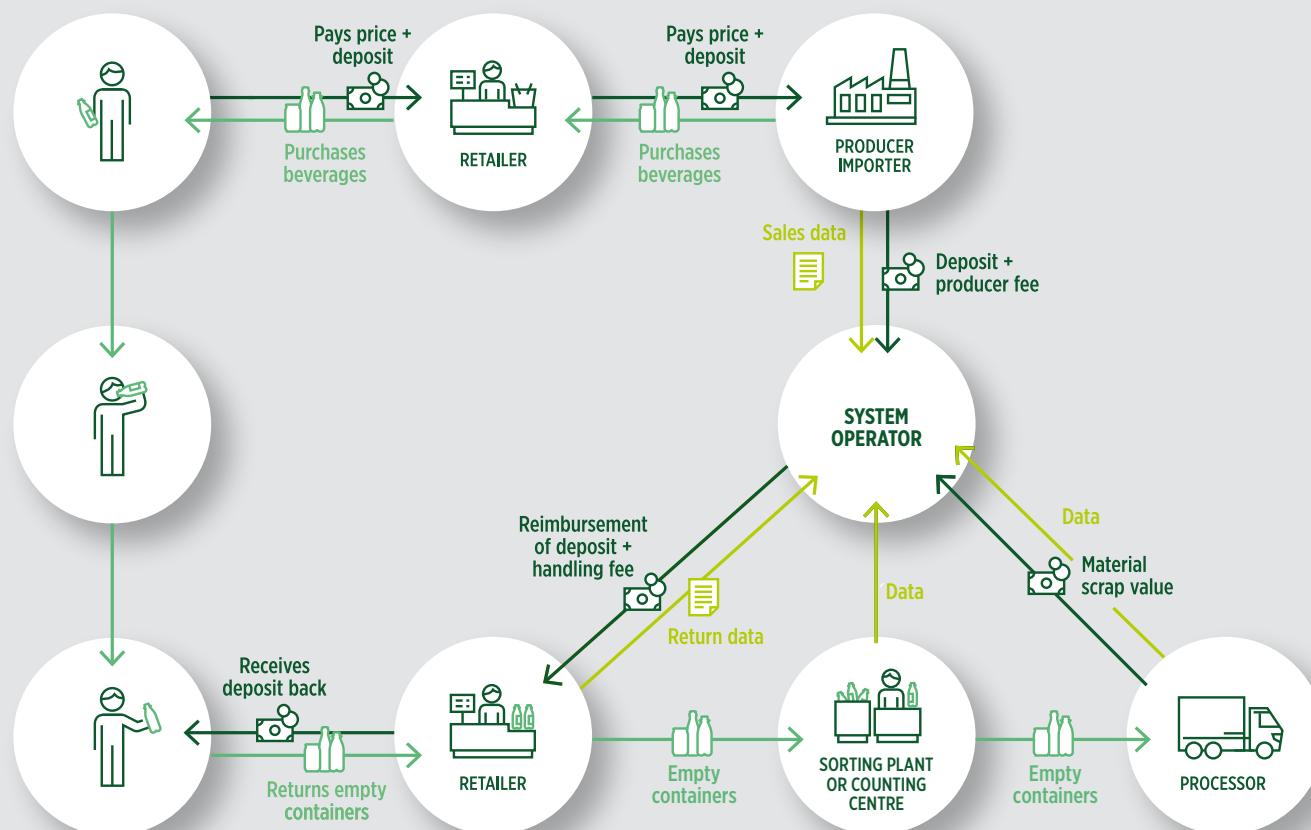 Pays price +
deposit
Pays price +
deposit
RETAILER
PRODUCER
IMPORTER
Purchases
beverages
Purchases
beverages
Sales data
Deposit +
producer fee
SYSTEM
OPERATOR
Reimbursement
of deposit +
handling fee
Return data
Data
Data
Material
scrap value
Receives
deposit back
RETAILER
Returns empty
containers
Empty
containers
SORTING PLANT
OR COUNTING
CENTRE
Empty
containers
PROCESSOR